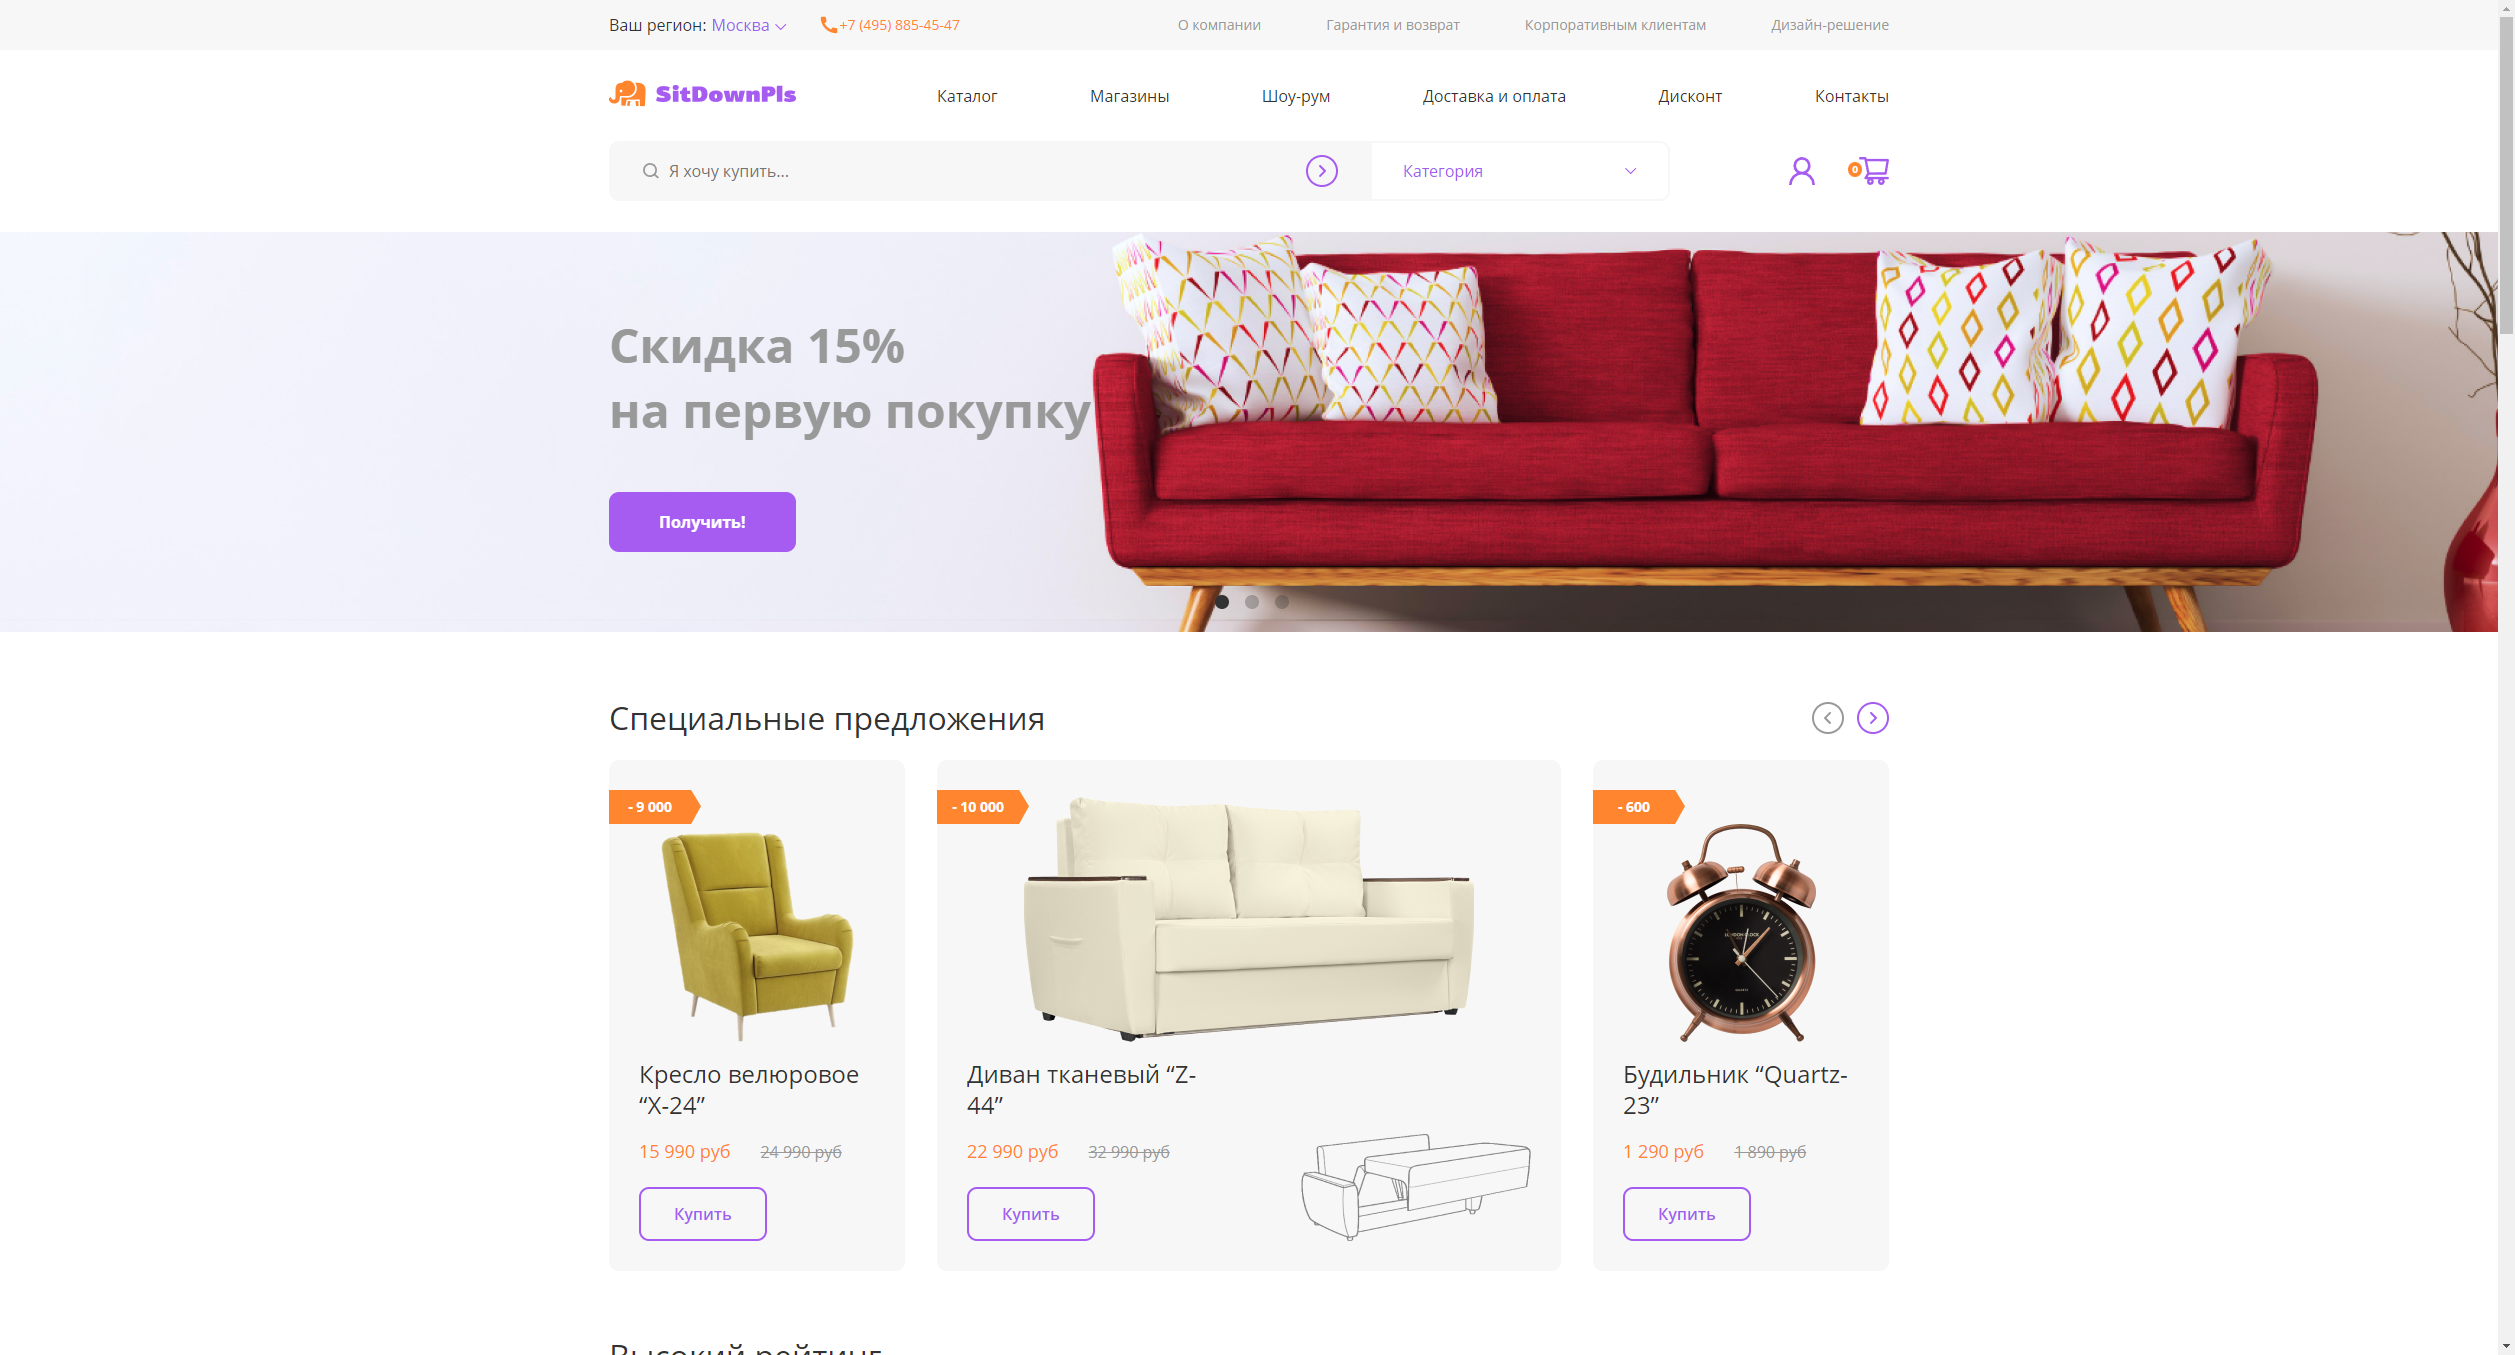 Ваш регион: Москва
+7 (495) 885-45-47
О компании
Гарантия и возврат
Корпоративным клиентам
Дизайн-решение
SitDownPls
Каталог
Магазины
Шоу-рум
Доставка и оплата
Дисконт
Контакты
Я хочу купить...
Категория
0
Скидка 15%
на первую покупку
Получить!
Специальные предложения
- 9 000
Кресло велюровое
“X-24”
15 990 руб 24 990 руб
Купить
- 10 000
Диван тканевый “Z-
44”
22 990 руб 32 990 руб
Купить
- 600
Будильник “Quartz-
23”
1 290 руб 1 890 руб
Купить
Высокий рейтинг